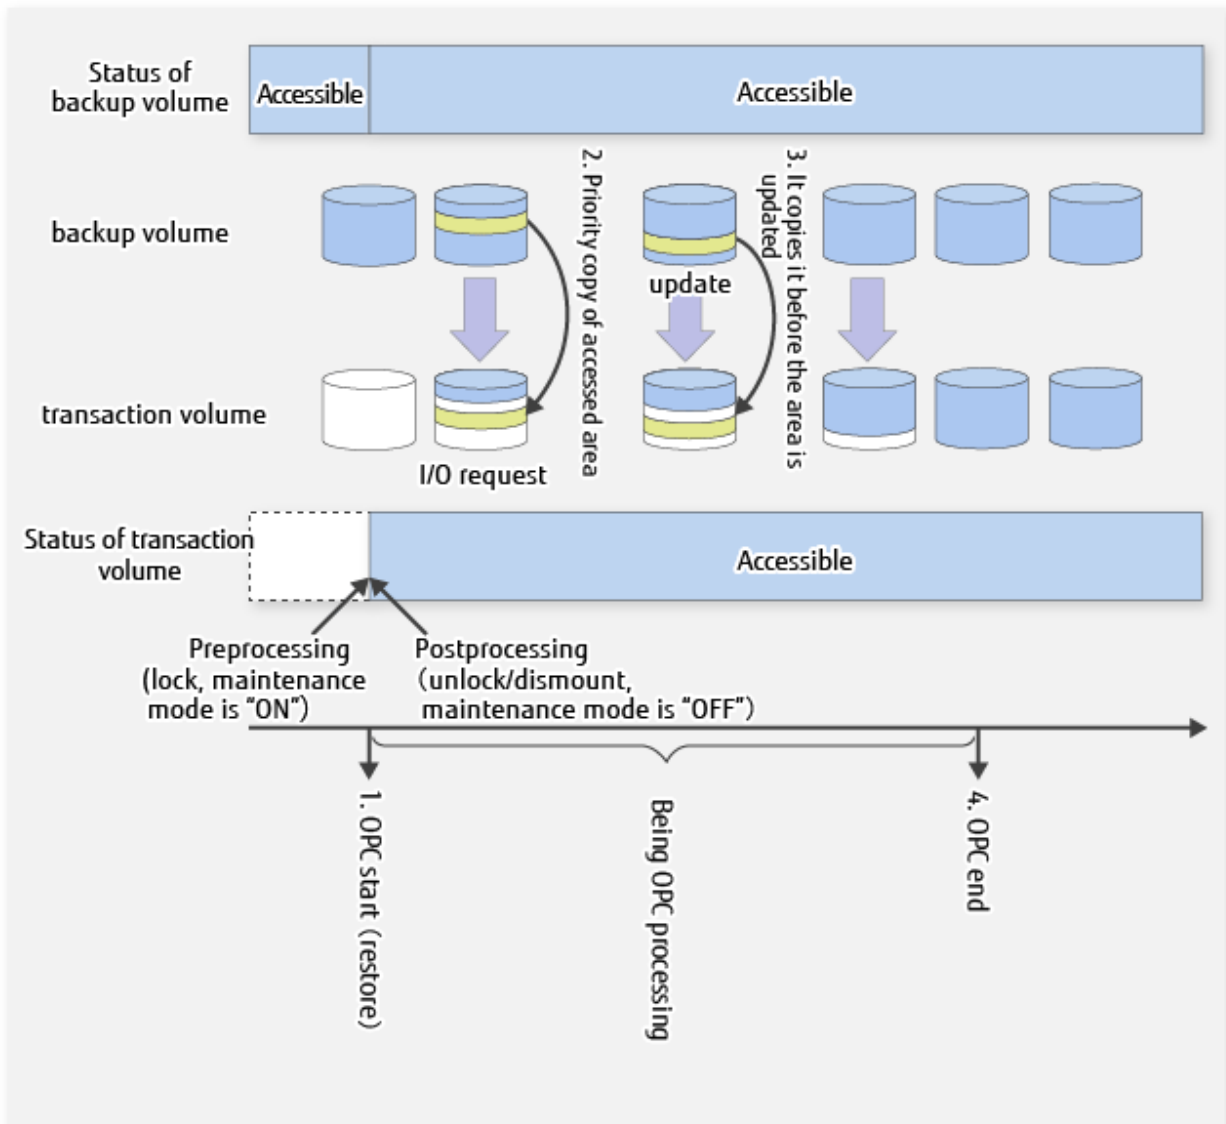 Status of
backup volume
Accessible
Accessible
backup volume
2. Priority copy of accessed area
update
3. It copies it before the area is
updated
transaction volume
I/O request
Status of transaction
volume
Accessible
Preprocessing
(lock, maintenance
mode is “ON”)
Postprocessing
(unlock/dismount,
maintenance mode is “OFF”)
1. OPC start (restore)
Being OPC processing
4. OPC end